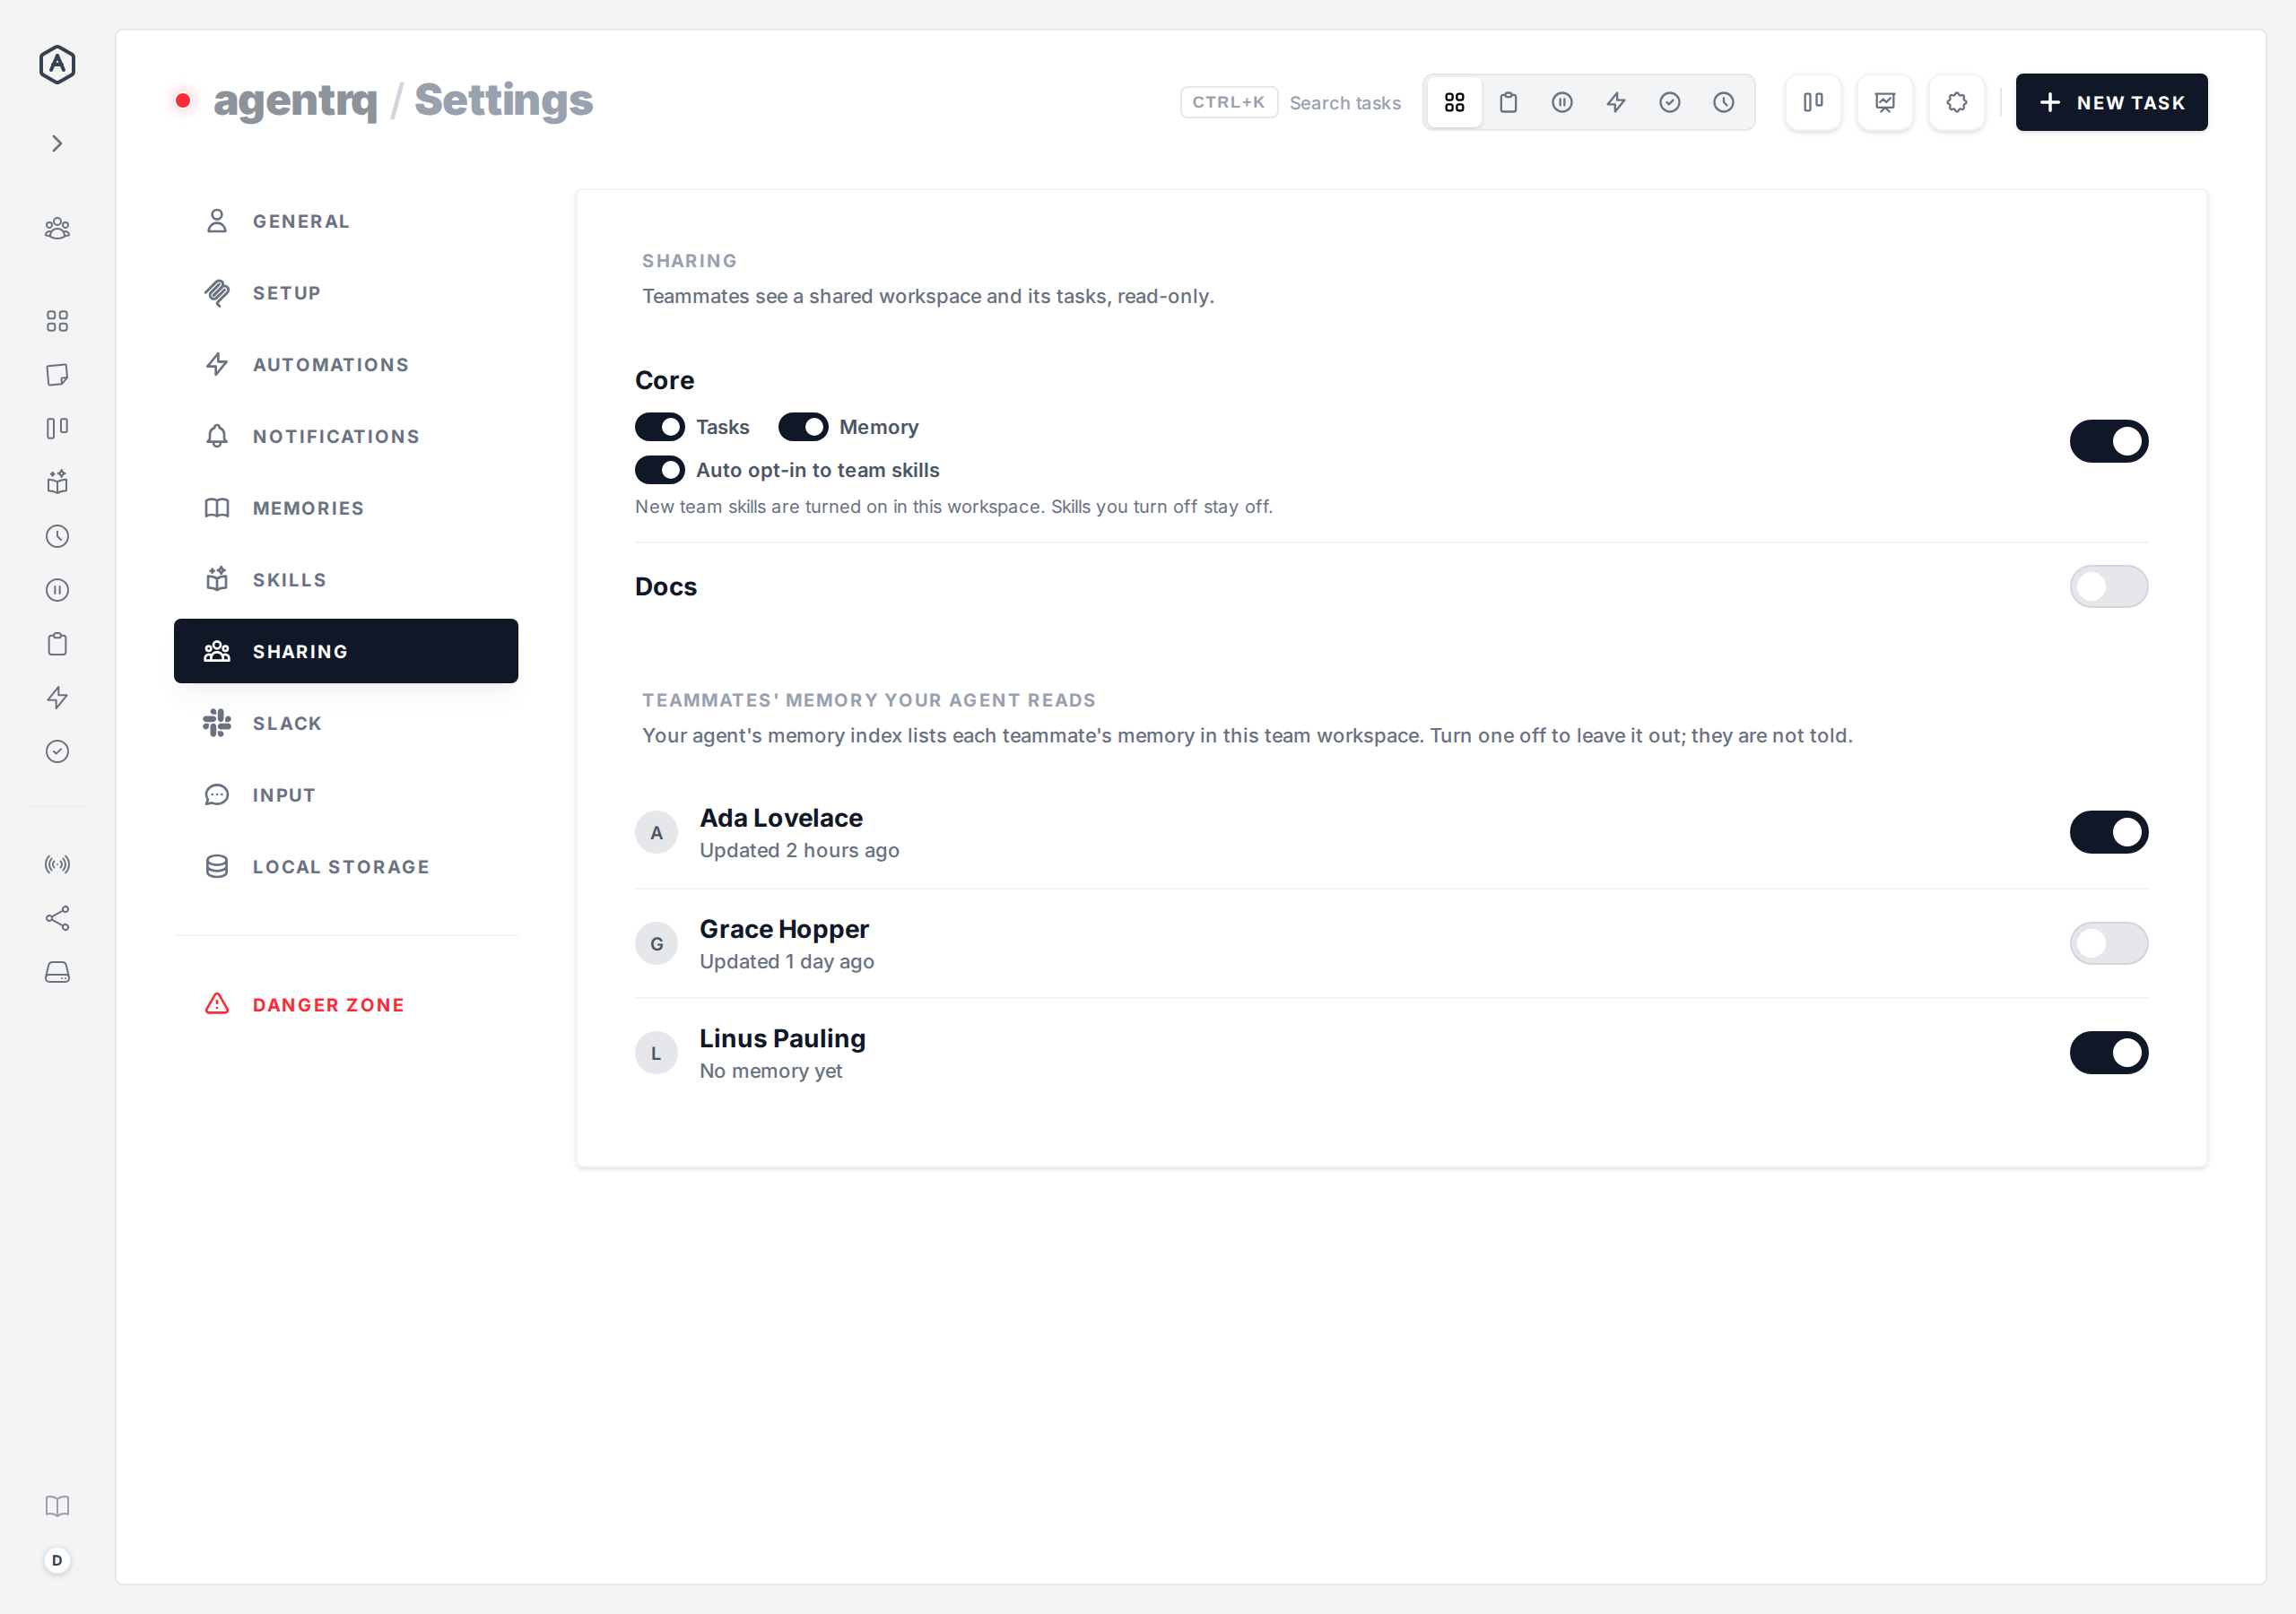 agentrq / Settings
CTRL+K Search tasks
NEW TASK
GENERAL
SETUP
AUTOMATIONS
NOTIFICATIONS
MEMORIES
SKILLS
SHARING
SLACK
INPUT
LOCAL STORAGE
DANGER ZONE
SHARING
Teammates see a shared workspace and its tasks, read-only.
Core
Tasks Memory
Auto opt-in to team skills
New team skills are turned on in this workspace. Skills you turn off stay off.
Docs
TEAMMATES' MEMORY YOUR AGENT READS
Your agent's memory index lists each teammate's memory in this team workspace. Turn one off to leave it out; they are not told.
A
Ada Lovelace
Updated 2 hours ago
G
Grace Hopper
Updated 1 day ago
L
Linus Pauling
No memory yet
D